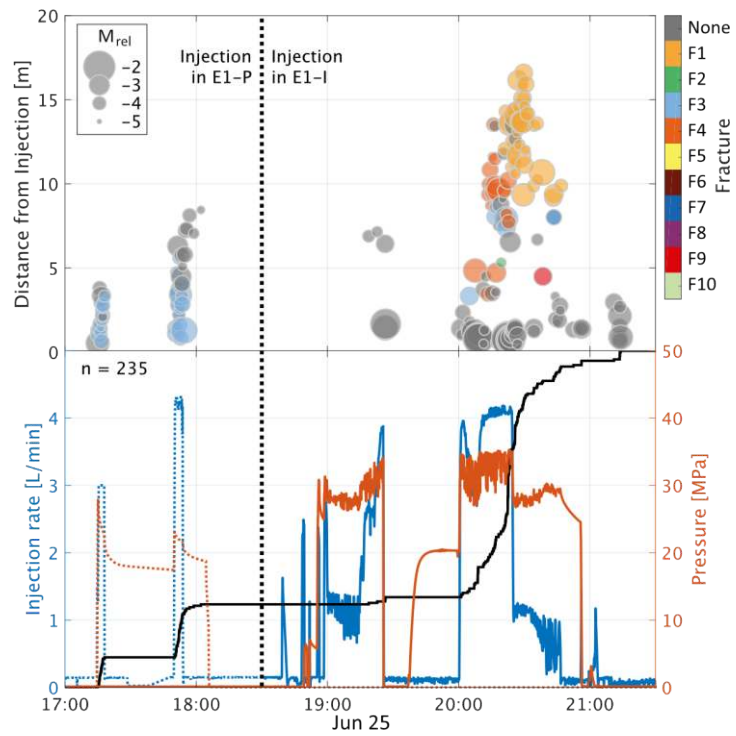 20
15
10
5
0
Distance from Injection [m]
M_rel
-2
-3
-4
-5
Injection
in E1-P
Injection
in E1-I
None
F1
F2
F3
F4
F5
F6
F7
F8
F9
F10
Fracture
n = 235
4
3
2
1
0
Injection rate [L/min]
50
40
30
20
10
0
Pressure [MPa]
17:00
18:00
19:00
20:00
21:00
Jun 25